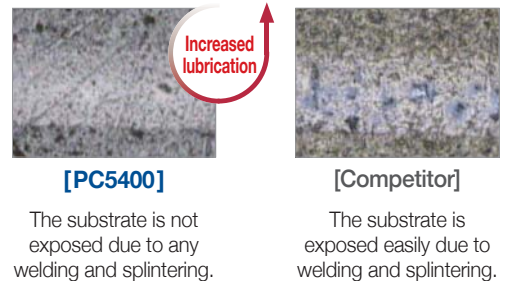 Increased
lubrication
[PC5400]
The substrate is not
exposed due to any
welding and splintering.
[Competitor]
The substrate is
exposed easily due to
welding and splintering.